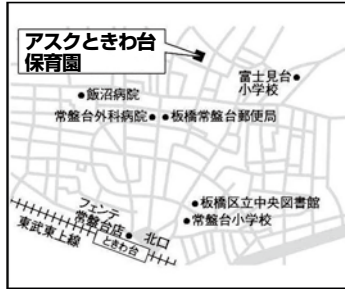 アスクときわ台
保育園
富士見台
小学校
飯沼病院
常盤台外科病院
板橋常盤台郵便局
板橋区立中央図書館
常盤台小学校
フェンテ
常盤台店
北口
ときわ台
東武東上線